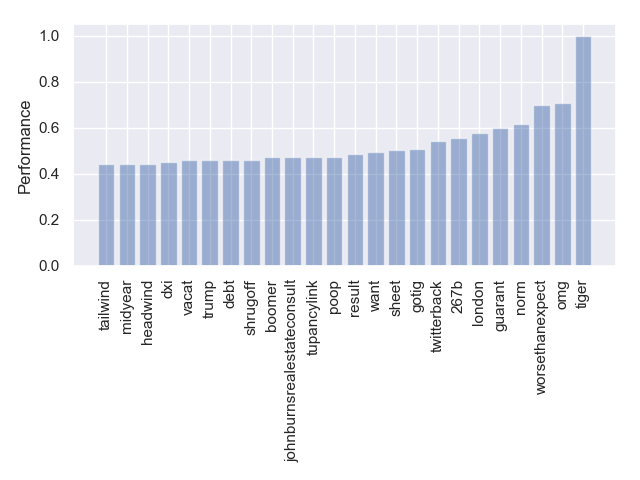 1.0
0.8
0.6
0.4
0.2
0.0
Performance
tailwind
midyear
headwind
dxi
vacat
trump
debt
shrugoff
boomer
johnburnsrealestateconsult
tupancylink
poop
result
want
sheet
gotig
twitterback
267b
london
guarant
norm
worsethanexpect
omg
tiger